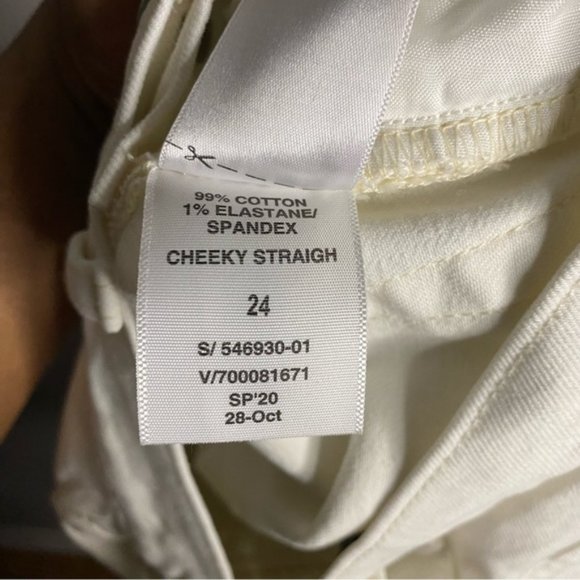 99% COTTON
1% ELASTANE/
SPANDEX
CHEEKY STRAIGH
24
S/ 546930-01
V/700081671
SP'20
28-Oct